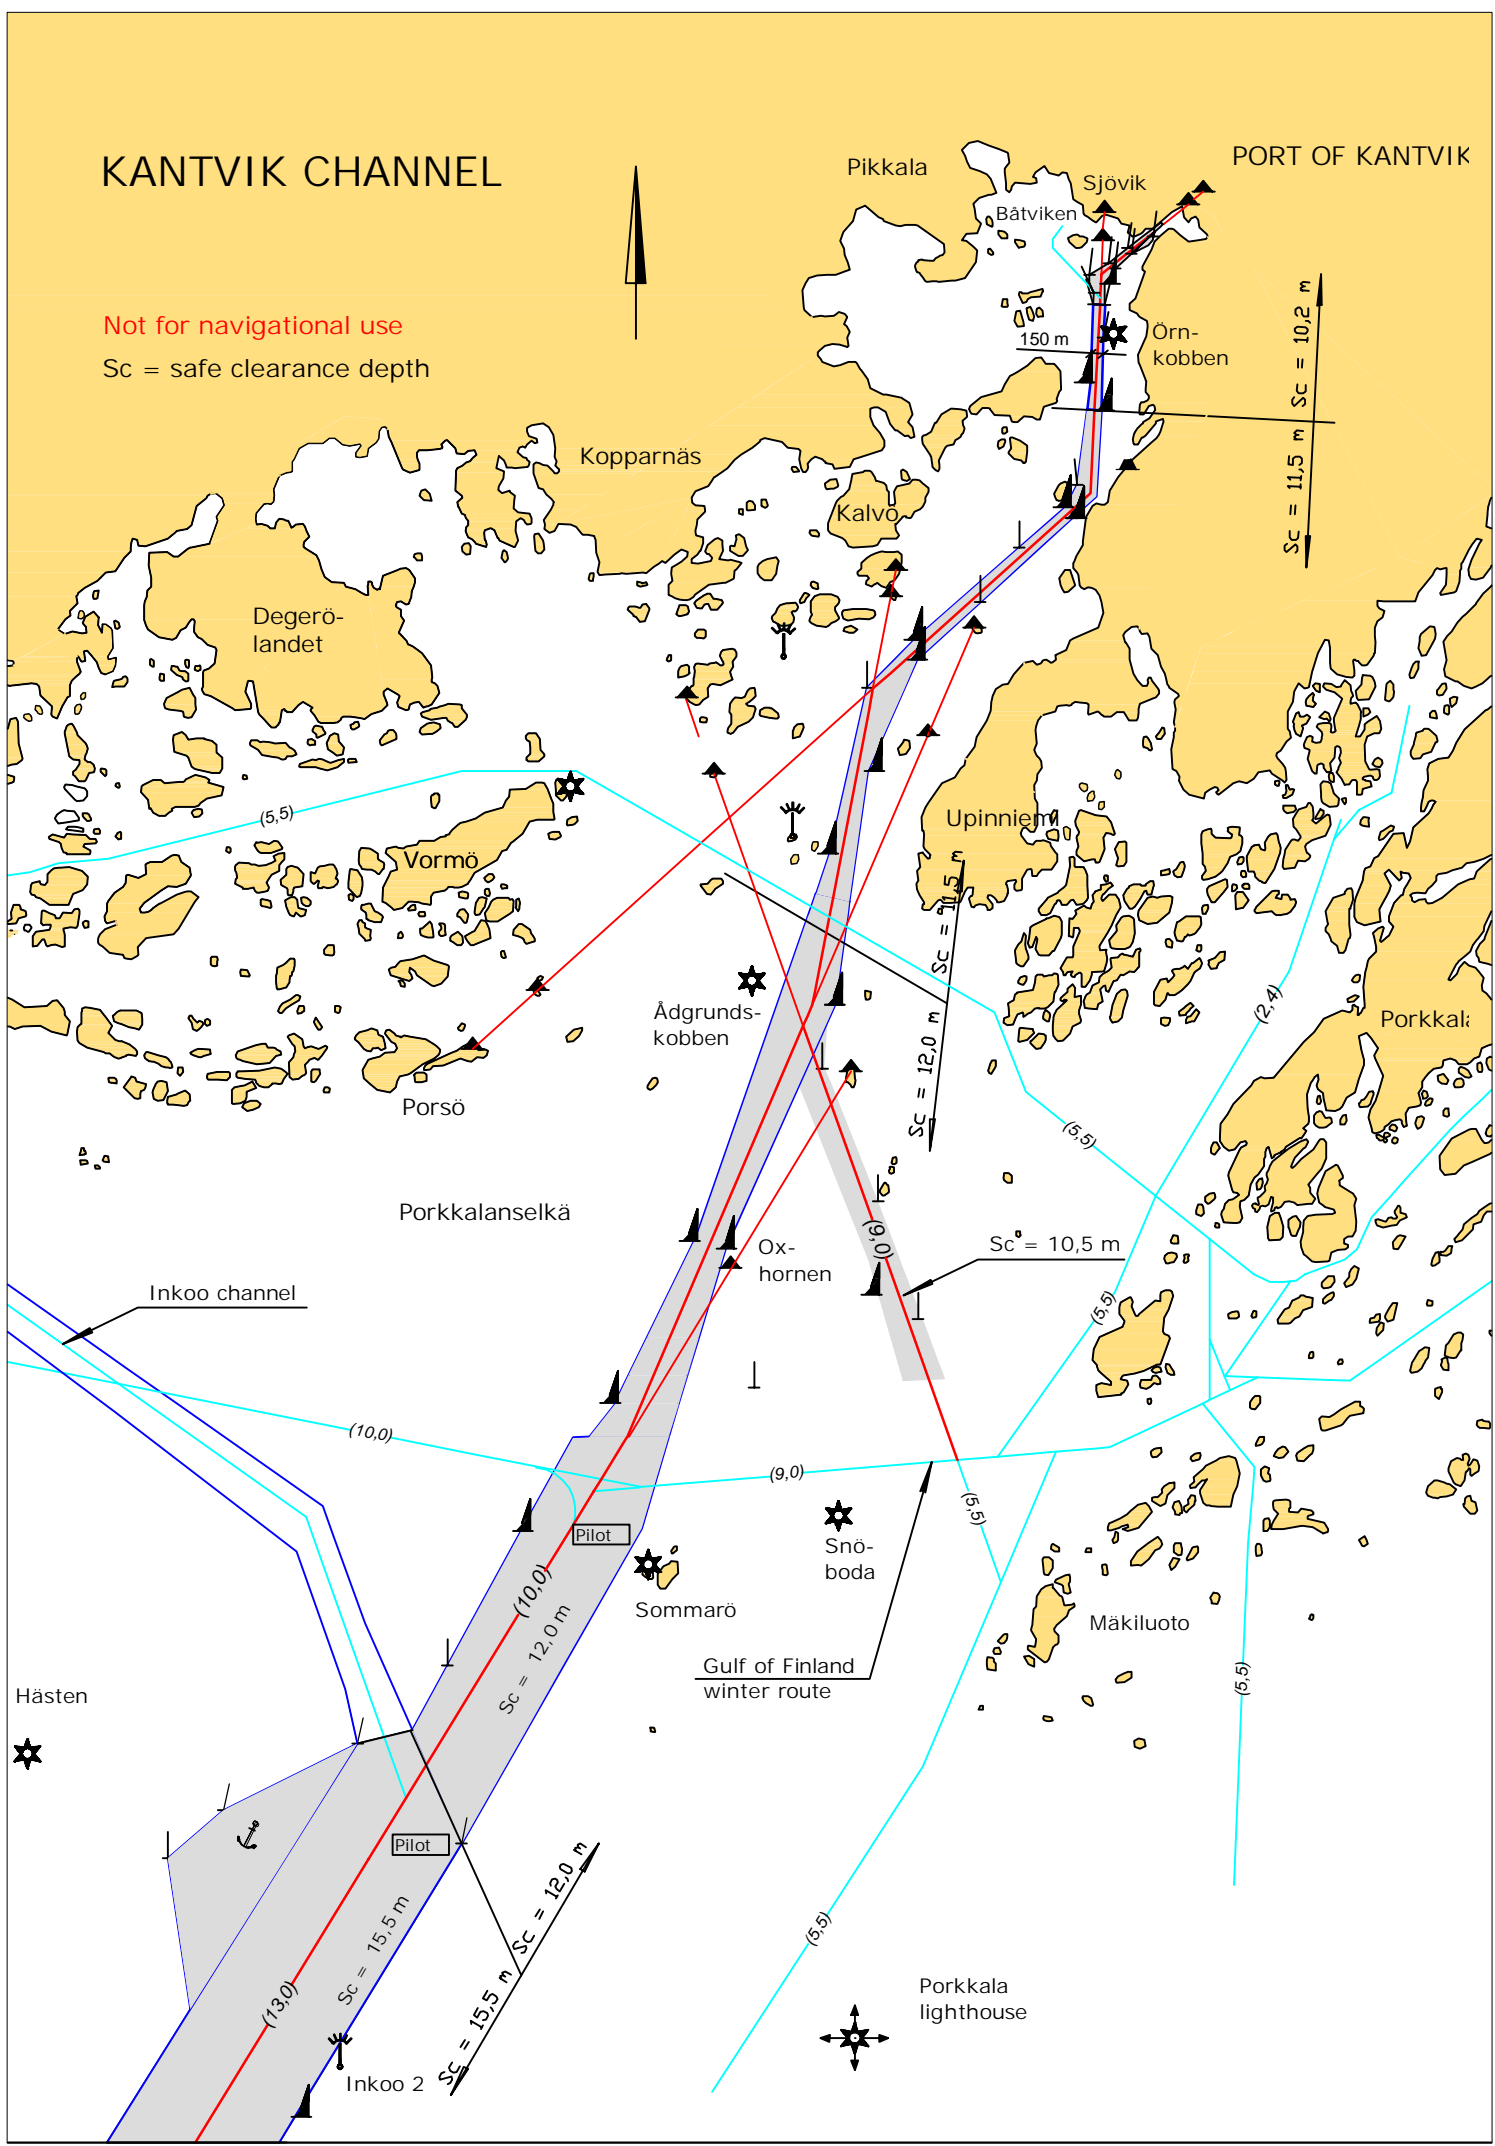 KANTVIK CHANNEL
Pikkala
PORT OF KANTVIK
Sjövik
Båtviken
Not for navigational use
Sc = safe clearance depth
150 m
Örn-
kobben
Sc = 10,2 m
Sc = 11,5 m
Kopparnäs
Kalvö
Degerö-
landet
(5,5)
Upinniemi
Vormö
Sc = 11,5 m
Sc = 12,0 m
Ådgrunds-
kobben
(2,4)
Porkkala
Porsö
(5,5)
Porkkalanselkä
(9,0)
Ox-
hornen
Sc = 10,5 m
Inkoo channel
(5,5)
(10,0)
(9,0)
(5,5)
Pilot
Snö-
boda
(10,0)
Sc = 12,0 m
Sommarö
Mäkiluoto
Gulf of Finland
winter route
(5,5)
Hästen
Pilot
Sc = 12,0 m
Sc = 15,5 m
Sc = 15,5 m
(5,5)
(13,0)
Porkkala
lighthouse
Inkoo 2